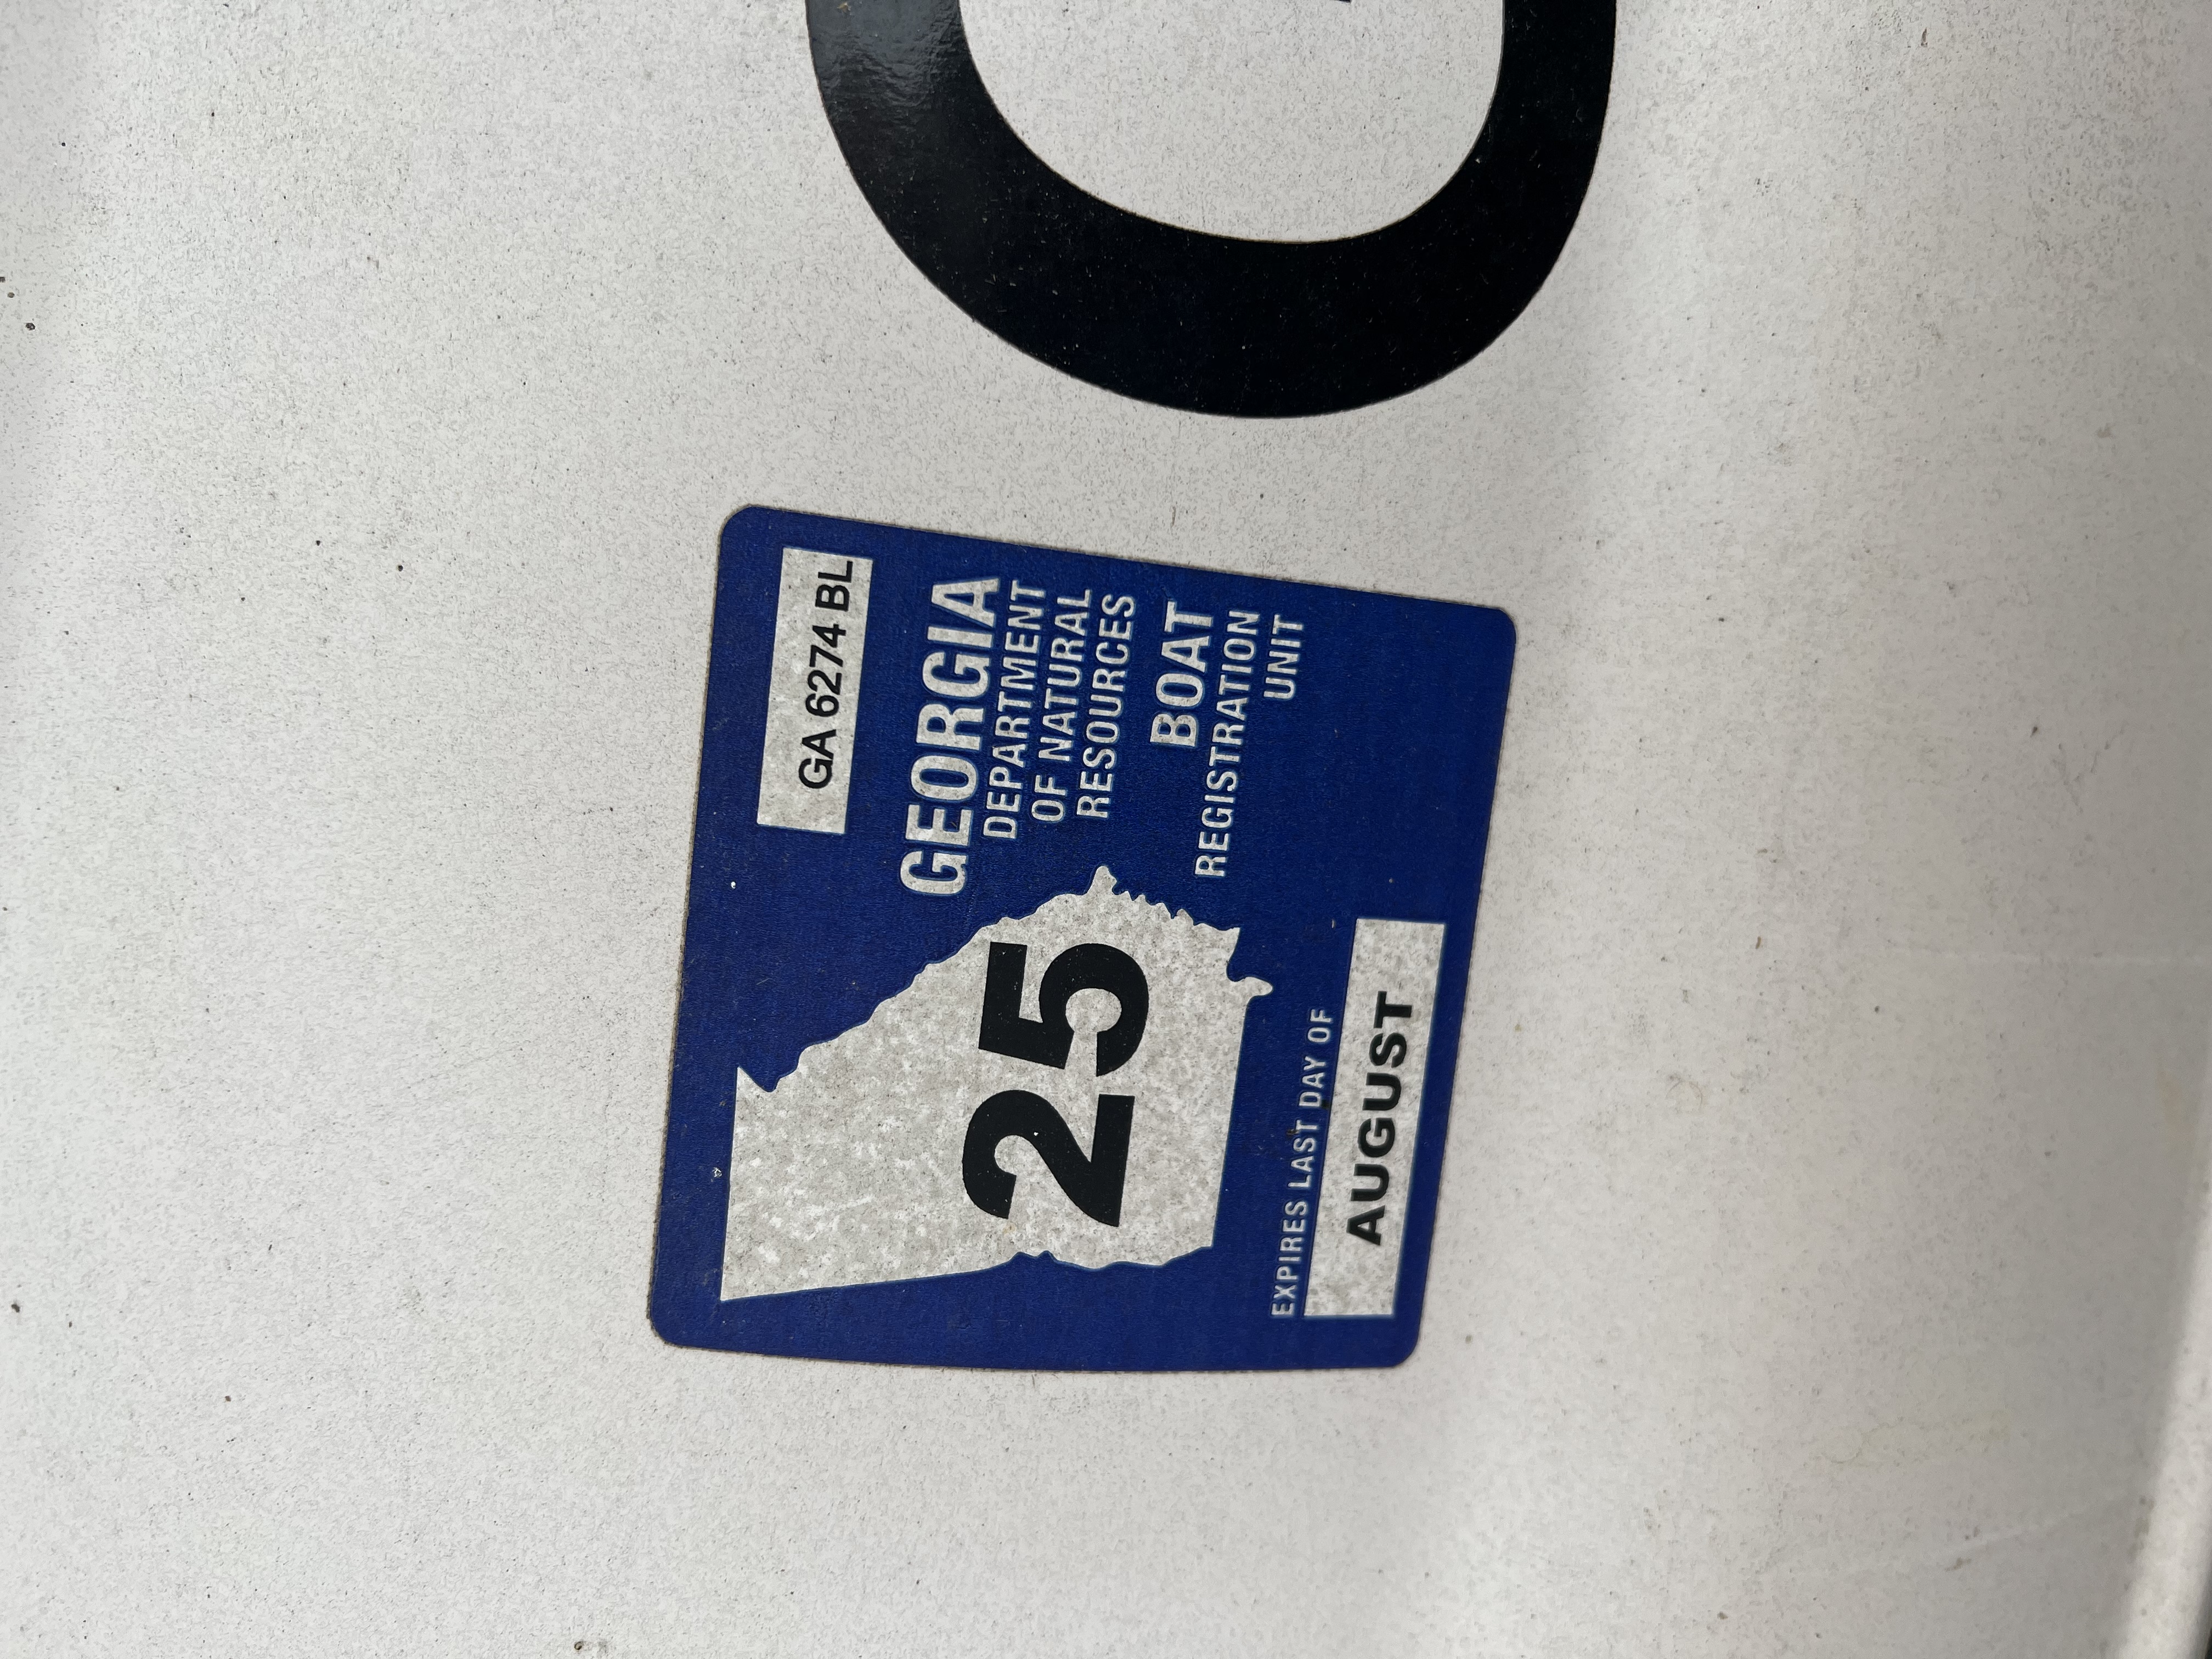 GA 6274 BL
GEORGIA
DEPARTMENT
OF NATURAL
RESOURCES
BOAT
REGISTRATION
UNIT
25
EXPIRES LAST DAY OF
AUGUST